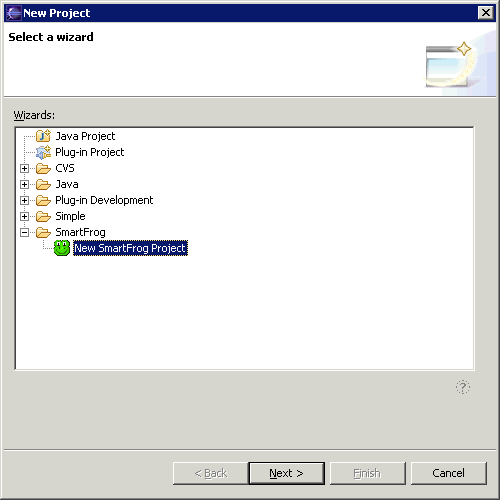 New Project
Select a wizard
Wizards:
Java Project
Plug-in Project
CVS
Java
Plug-in Development
Simple
SmartFrog
New SmartFrog Project
?
< Back
Next >
Finish
Cancel